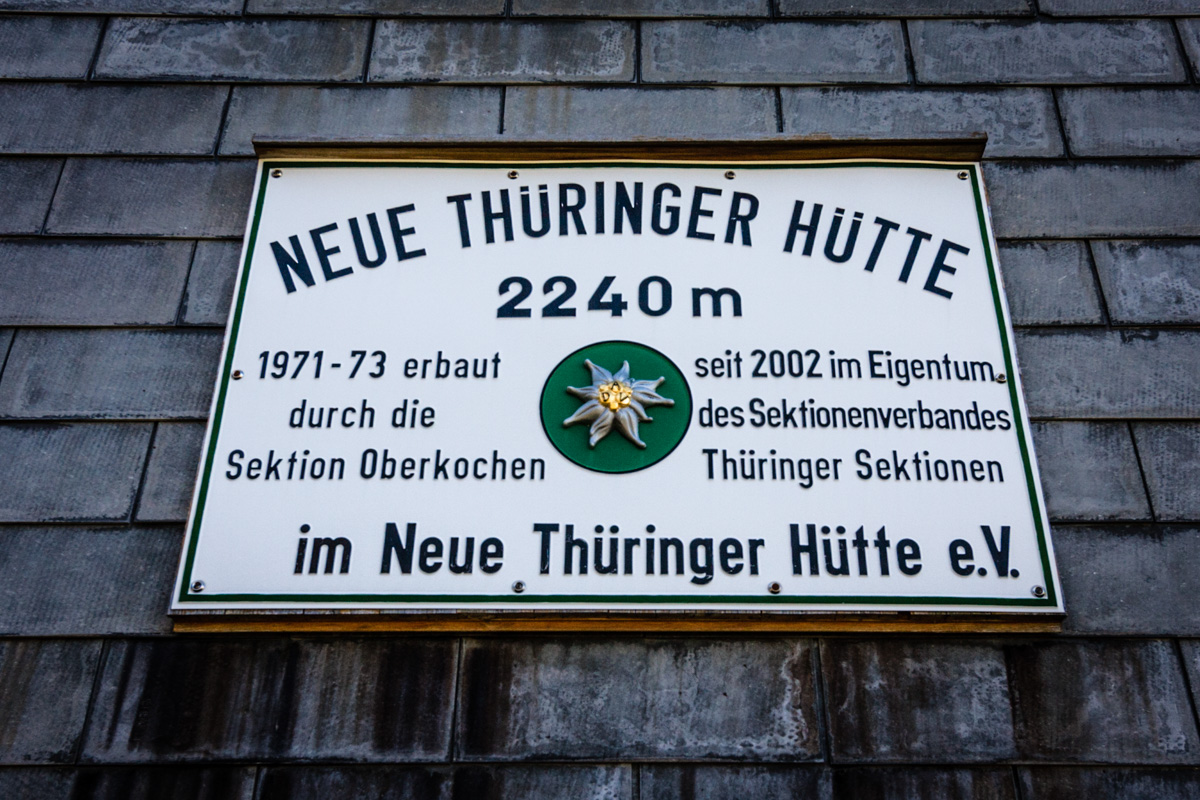 NEUE THÜRINGER HÜTTE
2240 m
1971-73 erbaut
durch die
Sektion Oberkochen
seit 2002 im Eigentum
des Sektionenverbandes
Thüringer Sektionen
im Neue Thüringer Hütte e.V.